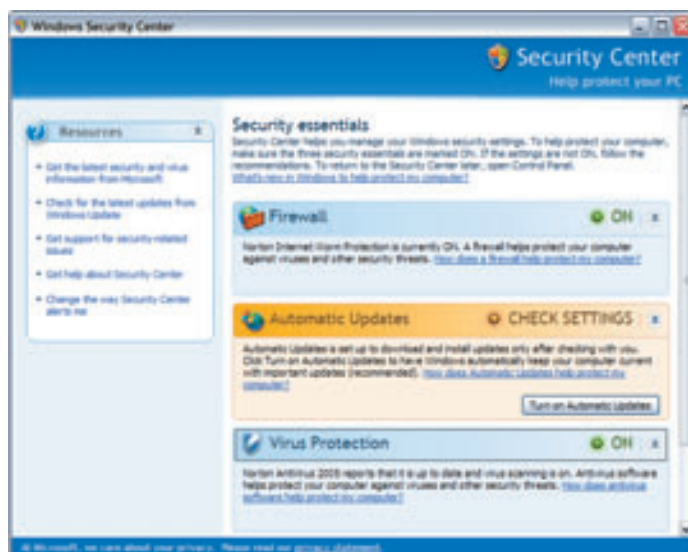 Windows Security Center
Security Center
Help protect your PC
Resources
Get the latest security and virus
information from Microsoft
Check for the latest updates from
Windows Update
Get support for security-related
issues
Get help about Security Center
Change the way Security Center
alerts me
Security essentials
Security Center helps you manage your Windows security settings. To help protect your computer,
make sure the three security essentials are marked ON. If the settings are not ON, follow the
recommendations. To return to the Security Center later, open Control Panel.
What's new in Windows to help protect my computer?
Firewall
ON
Norton Internet Worm Protection is currently ON. A firewall helps protect your computer
against viruses and other security threats. How does a firewall help protect my computer?
Automatic Updates
CHECK SETTINGS
Automatic Updates is set up to download and install updates only after checking with you.
Click Turn on Automatic Updates to have Windows automatically keep your computer current
with important updates (recommended). How does Automatic Updates help protect my
computer?
Turn on Automatic Updates
Virus Protection
ON
Norton Antivirus 2005 reports that it is up to date and virus scanning is on. Antivirus software
helps protect your computer against viruses and other security threats. How does antivirus
software help protect my computer?
At Microsoft, we care about your privacy. Please read our privacy statement.